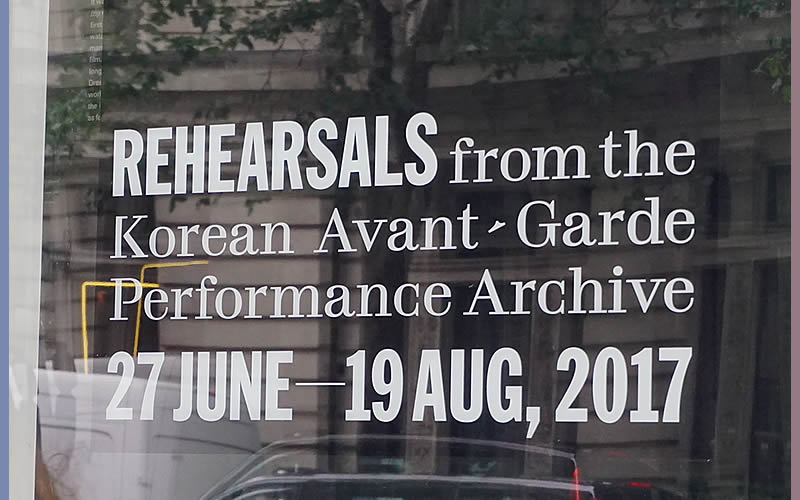 REHEARSALS from the
Korean Avant-Garde
Performance Archive
27 JUNE—19 AUG, 2017